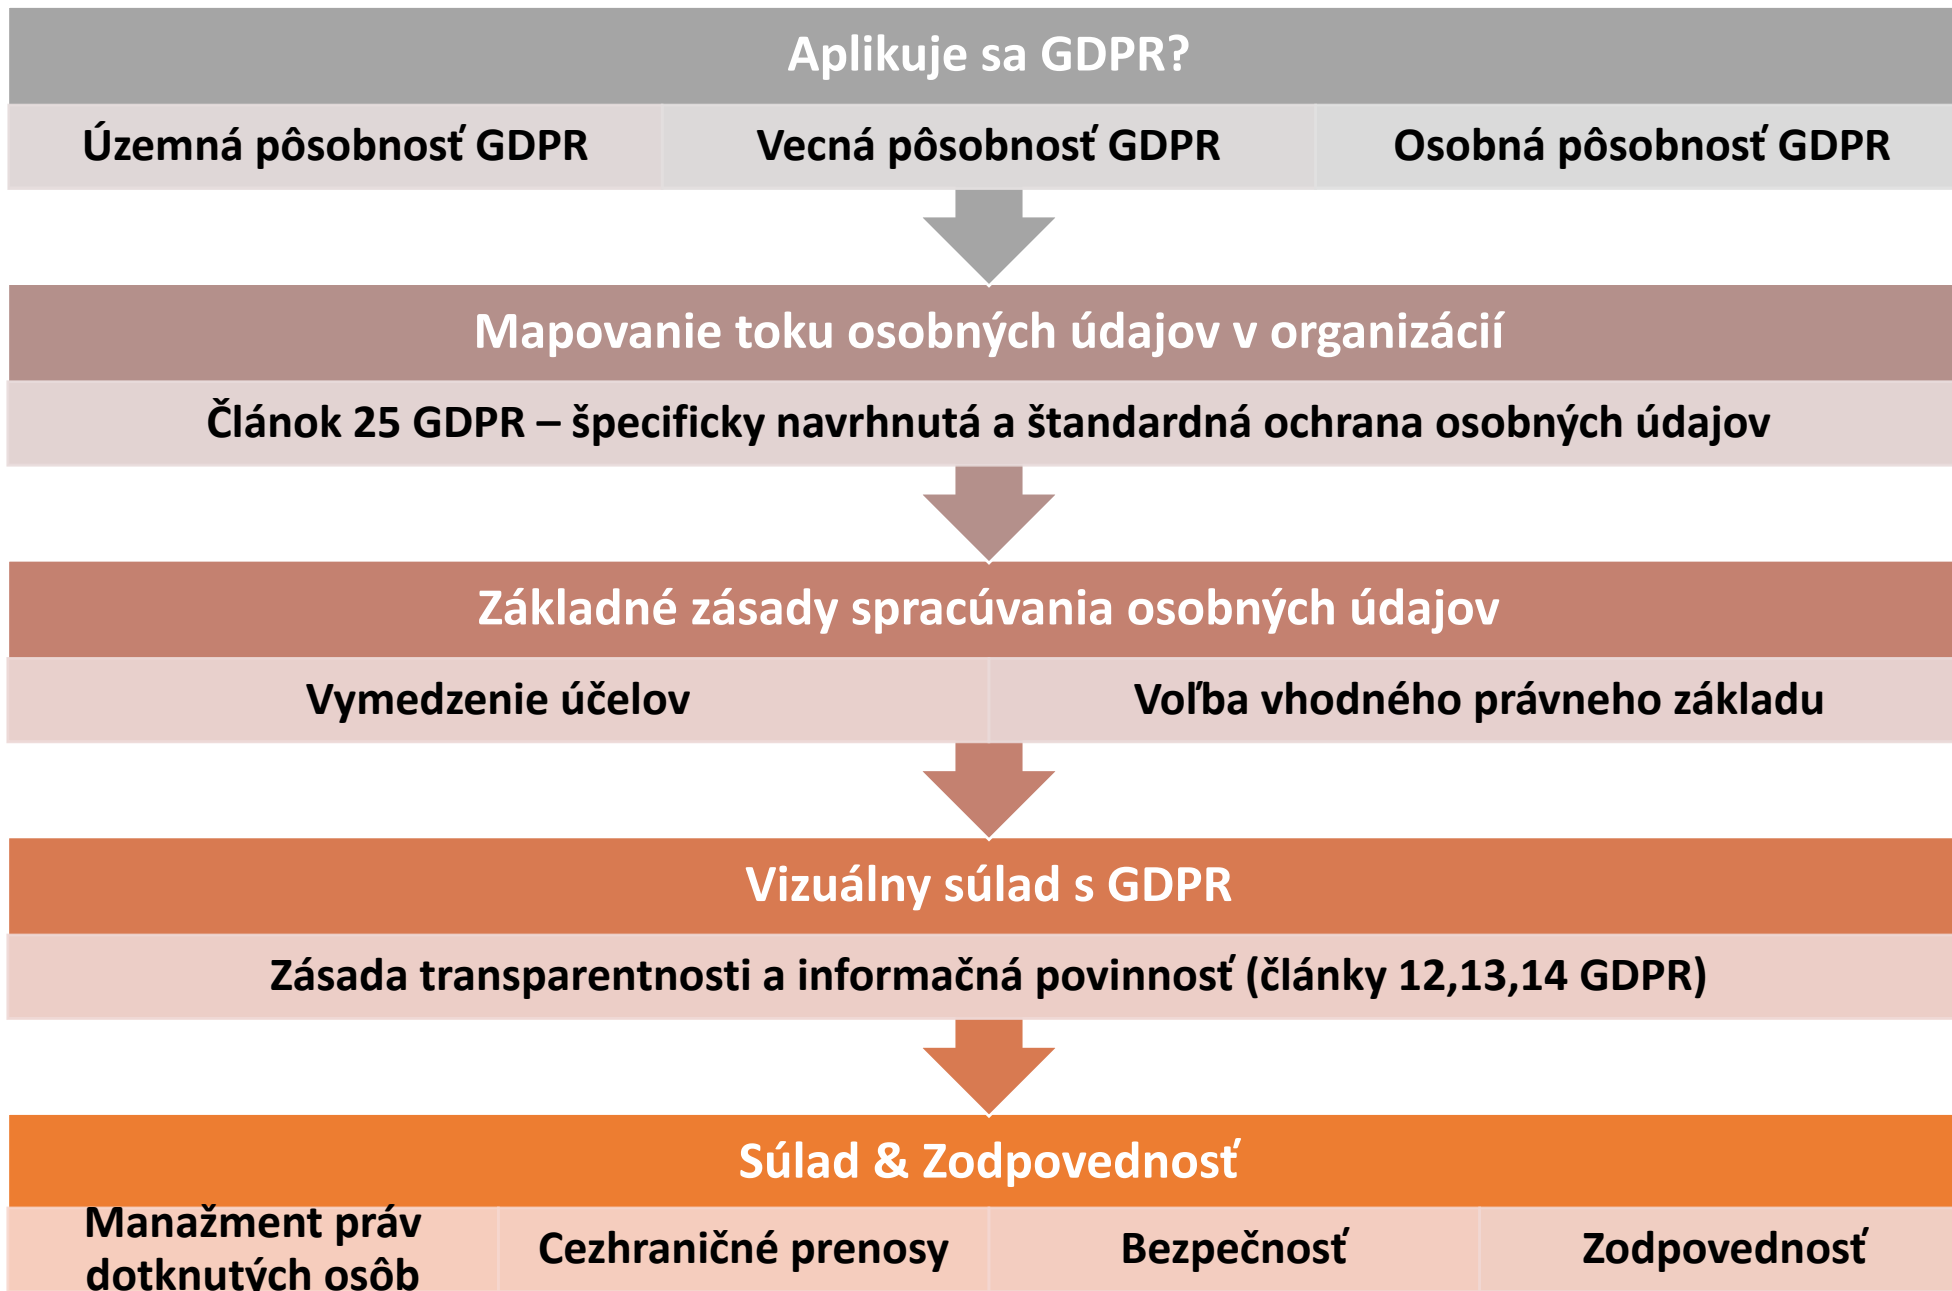 Aplikuje sa GDPR?
Územná pôsobnosť GDPR
Vecná pôsobnosť GDPR
Osobná pôsobnosť GDPR
Mapovanie toku osobných údajov v organizácií
Článok 25 GDPR – špecificky navrhnutá a štandardná ochrana osobných údajov
Základné zásady spracúvania osobných údajov
Vymedzenie účelov
Voľba vhodného právneho základu
Vizuálny súlad s GDPR
Zásada transparentnosti a informačná povinnosť (články 12,13,14 GDPR)
Súlad & Zodpovednosť
Manažment práv
dotknutých osôb
Cezhraničné prenosy
Bezpečnosť
Zodpovednosť